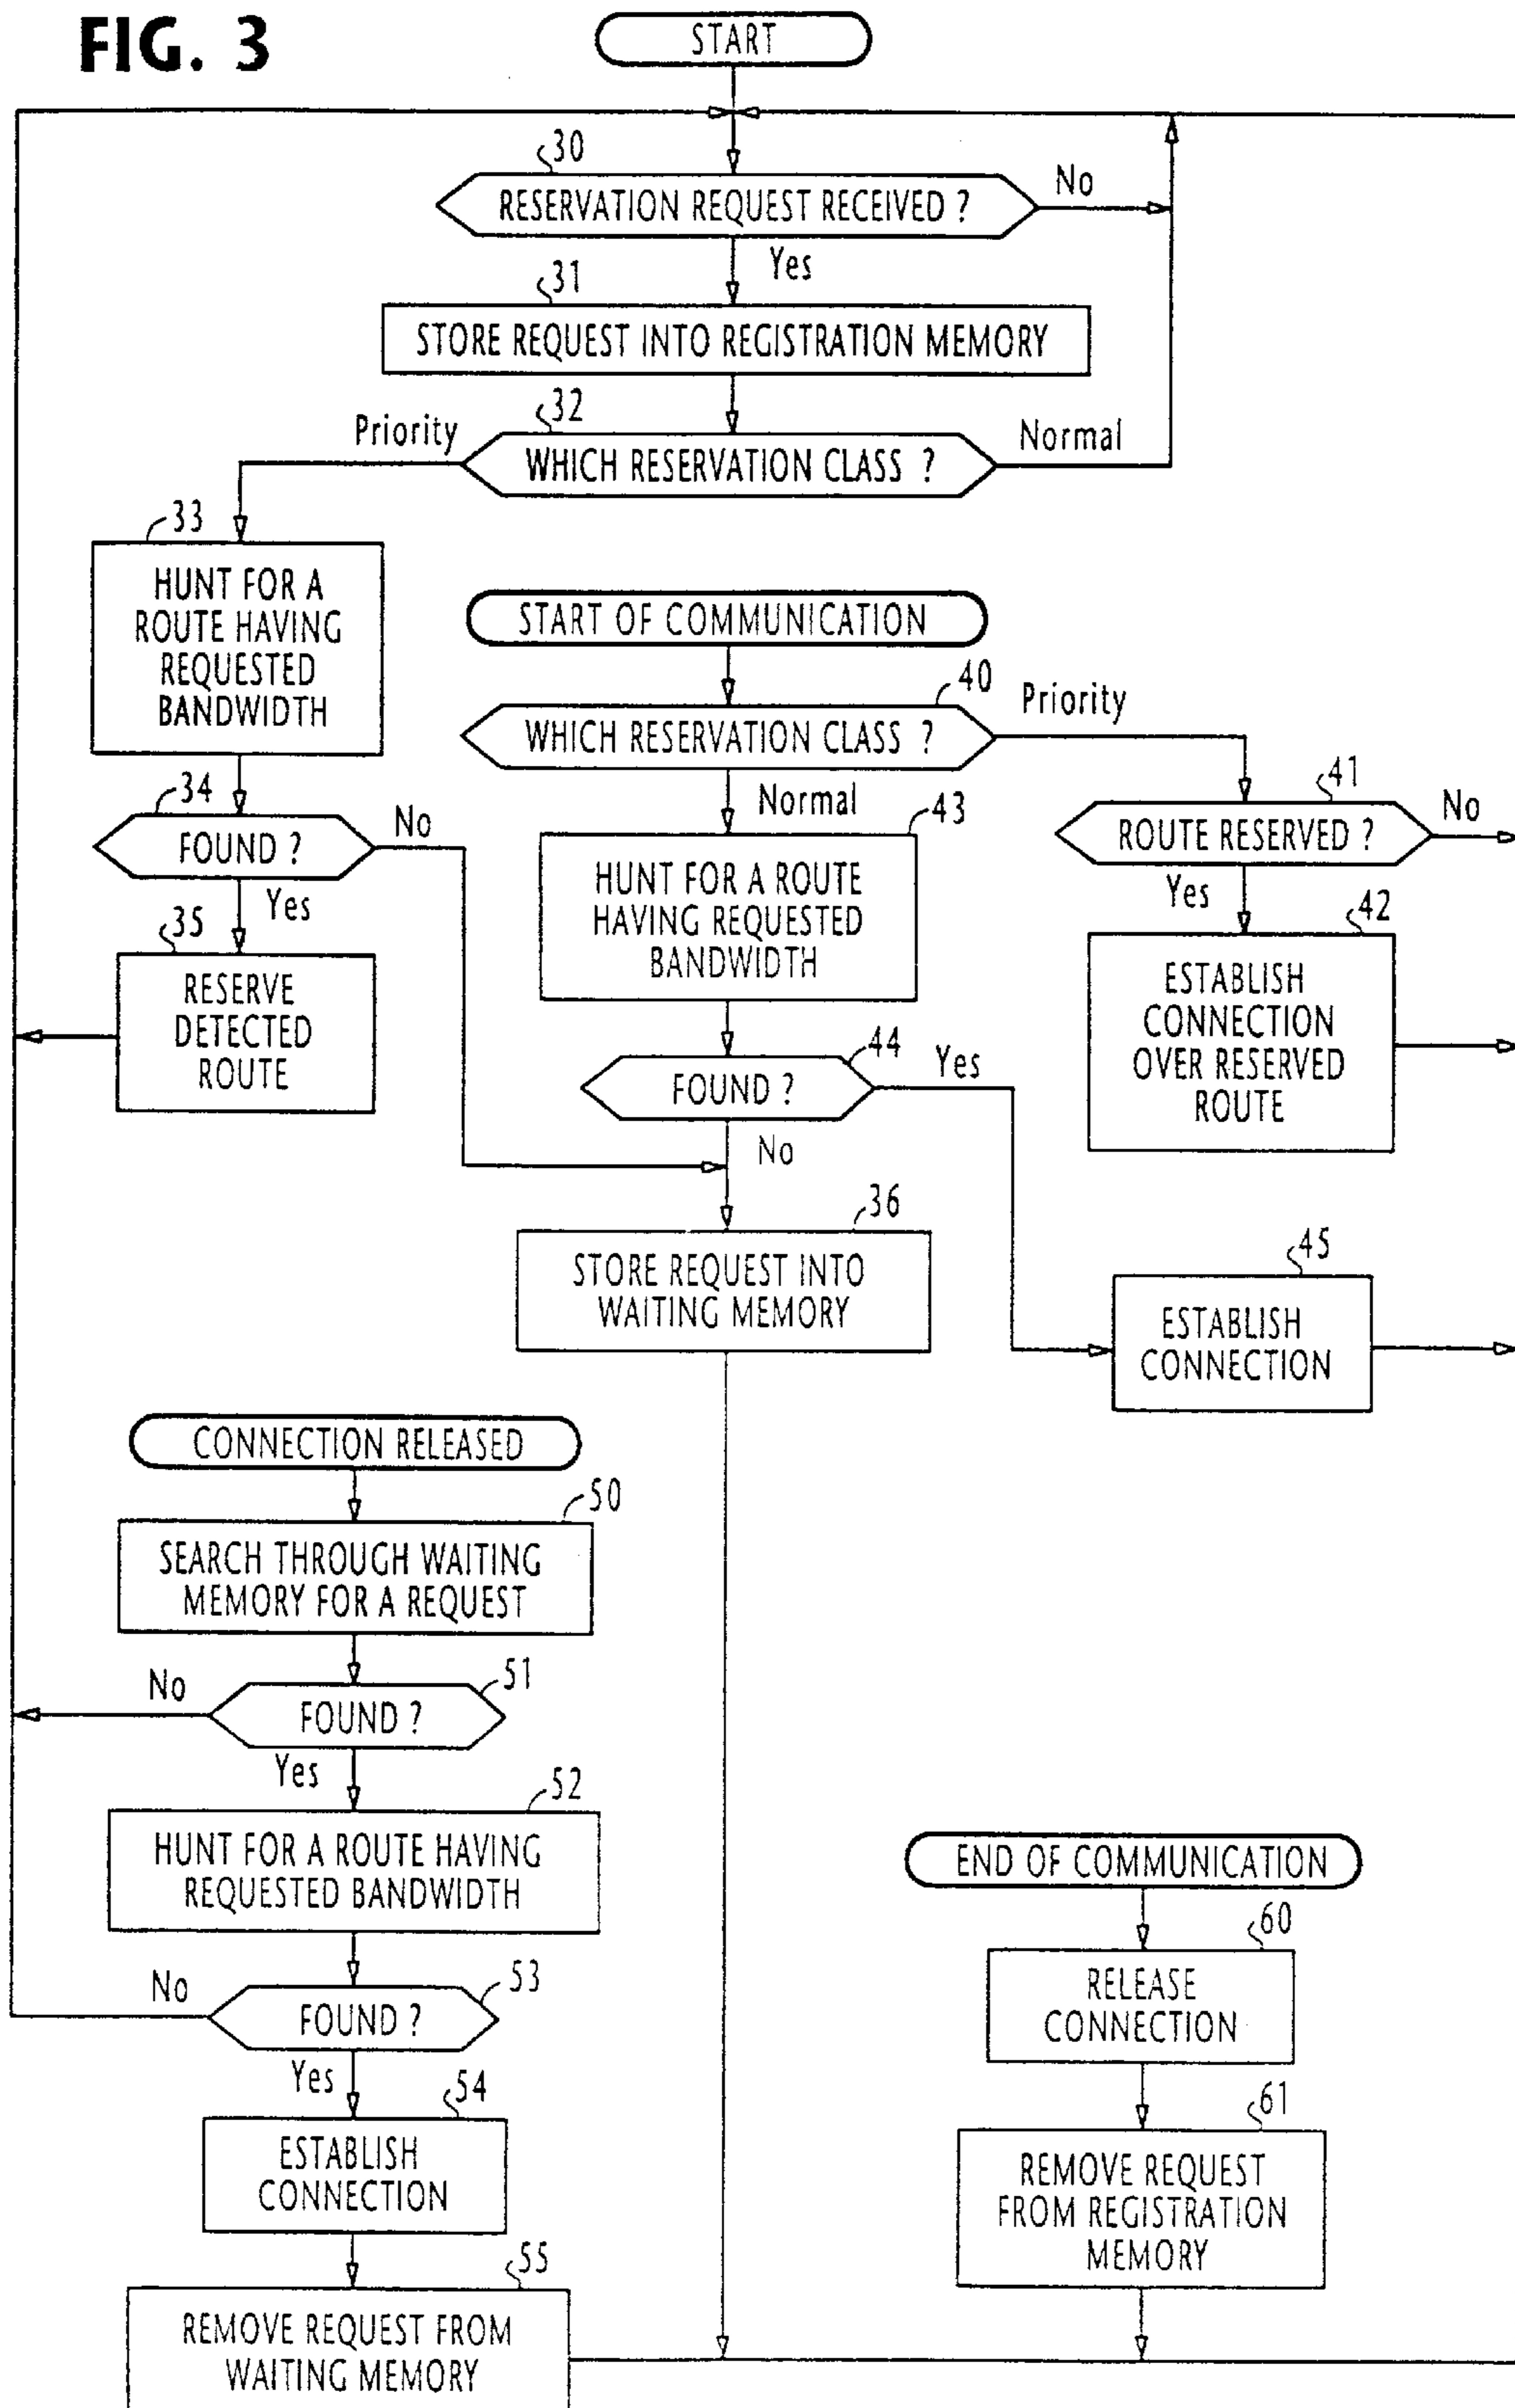 FIG. 3
START
30
RESERVATION REQUEST RECEIVED ?
No
Yes
31
STORE REQUEST INTO REGISTRATION MEMORY
32
Priority
WHICH RESERVATION CLASS ?
Normal
33
HUNT FOR A
ROUTE HAVING
REQUESTED
BANDWIDTH
34
FOUND ?
No
Yes
35
RESERVE
DETECTED
ROUTE
START OF COMMUNICATION
40
WHICH RESERVATION CLASS ?
Priority
Normal
41
ROUTE RESERVED ?
No
Yes
42
ESTABLISH
CONNECTION
OVER RESERVED
ROUTE
43
HUNT FOR A ROUTE
HAVING REQUESTED
BANDWIDTH
44
FOUND ?
Yes
No
36
STORE REQUEST INTO
WAITING MEMORY
45
ESTABLISH
CONNECTION
CONNECTION RELEASED
50
SEARCH THROUGH WAITING
MEMORY FOR A REQUEST
51
No
FOUND ?
Yes
52
HUNT FOR A ROUTE HAVING
REQUESTED BANDWIDTH
53
No
FOUND ?
Yes
54
ESTABLISH
CONNECTION
55
REMOVE REQUEST FROM
WAITING MEMORY
END OF COMMUNICATION
60
RELEASE
CONNECTION
61
REMOVE REQUEST
FROM REGISTRATION
MEMORY